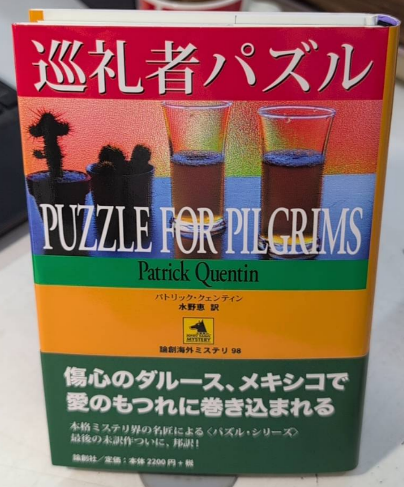 巡礼者パズル
PUZZLE FOR PILGRIMS
Patrick Quentin
パトリック・クェンティン
水野恵 訳
MYSTERY
論創海外ミステリ 98
傷心のダルース、メキシコで
愛のもつれに巻き込まれる
本格ミステリ界の名匠による〈パズル・シリーズ〉
最後の未訳作ついに、邦訳!
論創社/定価:本体2200円+税